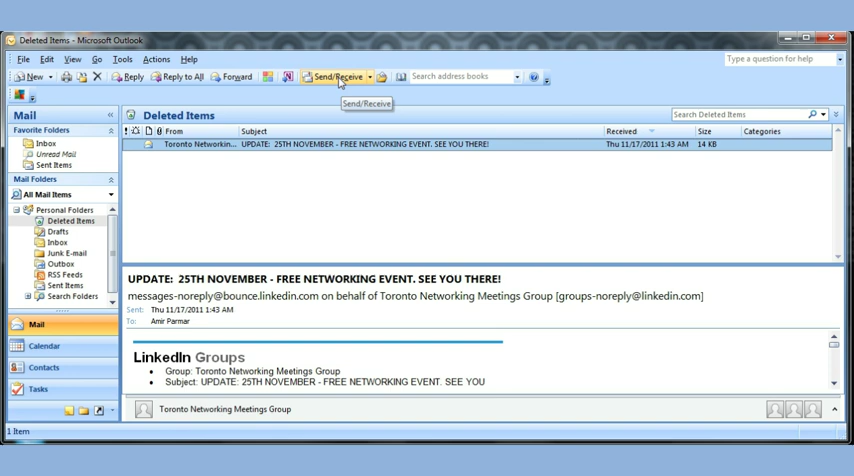 Deleted Items - Microsoft Outlook
File Edit View Go Tools Actions Help
Type a question for help
New Reply Reply to All Forward Send/Receive Search address books
Send/Receive
Mail «
Deleted Items
Search Deleted Items
Favorite Folders
Inbox
Unread Mail
Sent Items
From Subject Received Size Categories
Toronto Networkin... UPDATE: 25TH NOVEMBER - FREE NETWORKING EVENT. SEE YOU THERE! Thu 11/17/2011 1:43 AM 14 KB
Mail Folders
All Mail Items
Personal Folders
Deleted Items
Drafts
Inbox
Junk E-mail
Outbox
RSS Feeds
Sent Items
Search Folders
Mail
Calendar
Contacts
Tasks
UPDATE: 25TH NOVEMBER - FREE NETWORKING EVENT. SEE YOU THERE!
messages-noreply@bounce.linkedin.com on behalf of Toronto Networking Meetings Group [groups-noreply@linkedin.com]
Sent: Thu 11/17/2011 1:43 AM
To: Amir Parmar
LinkedIn Groups
• Group: Toronto Networking Meetings Group
• Subject: UPDATE: 25TH NOVEMBER - FREE NETWORKING EVENT. SEE YOU
Toronto Networking Meetings Group
1 Item